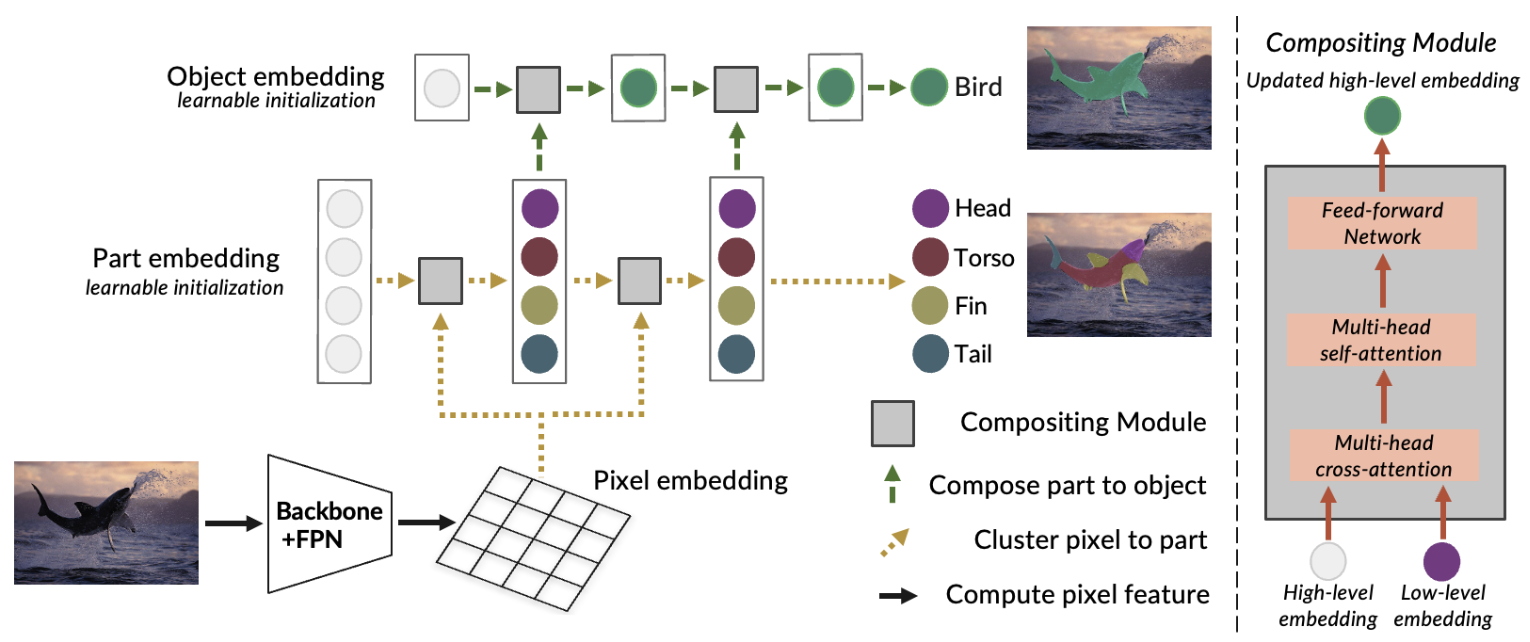 Object embedding
learnable initialization
Bird
Part embedding
learnable initialization
Head
Torso
Fin
Tail
Backbone
+FPN
Pixel embedding
Compositing Module
Compose part to object
Cluster pixel to part
Compute pixel feature
Compositing Module
Updated high-level embedding
Feed-forward
Network
Multi-head
self-attention
Multi-head
cross-attention
High-level
embedding
Low-level
embedding